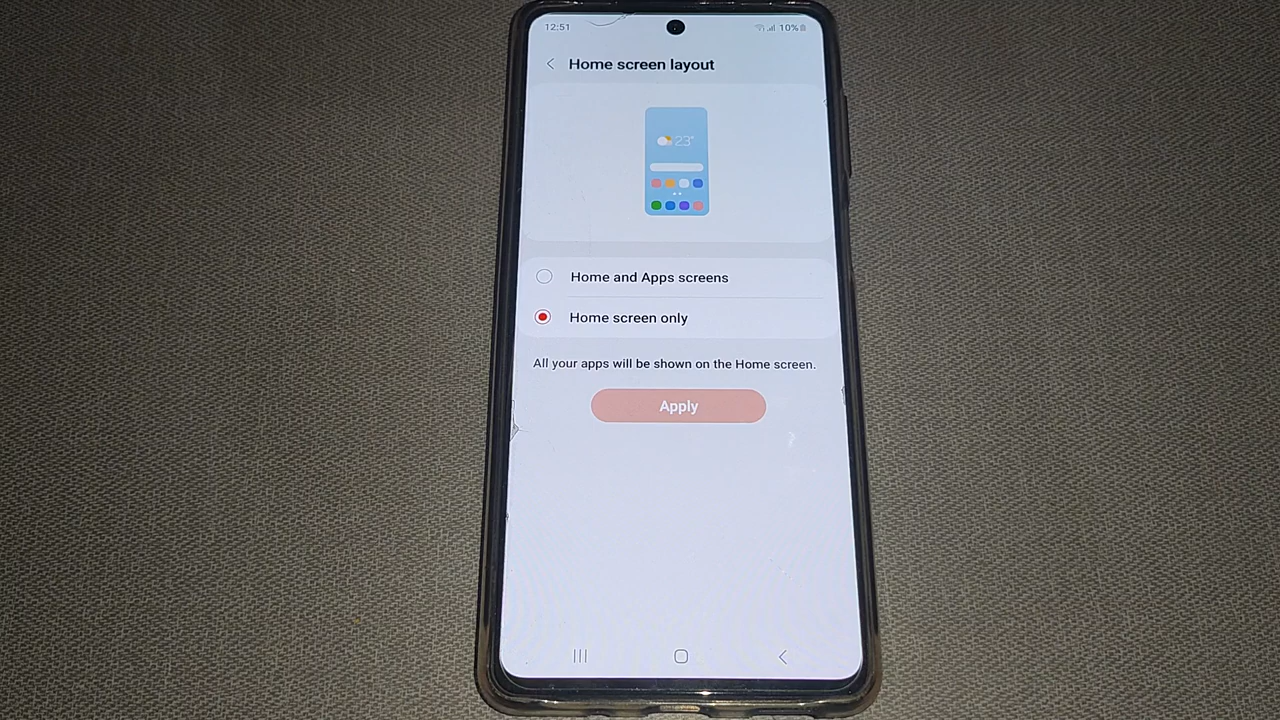 12:51 10%
Home screen layout
23°
Home and Apps screens
Home screen only
All your apps will be shown on the Home screen.
Apply